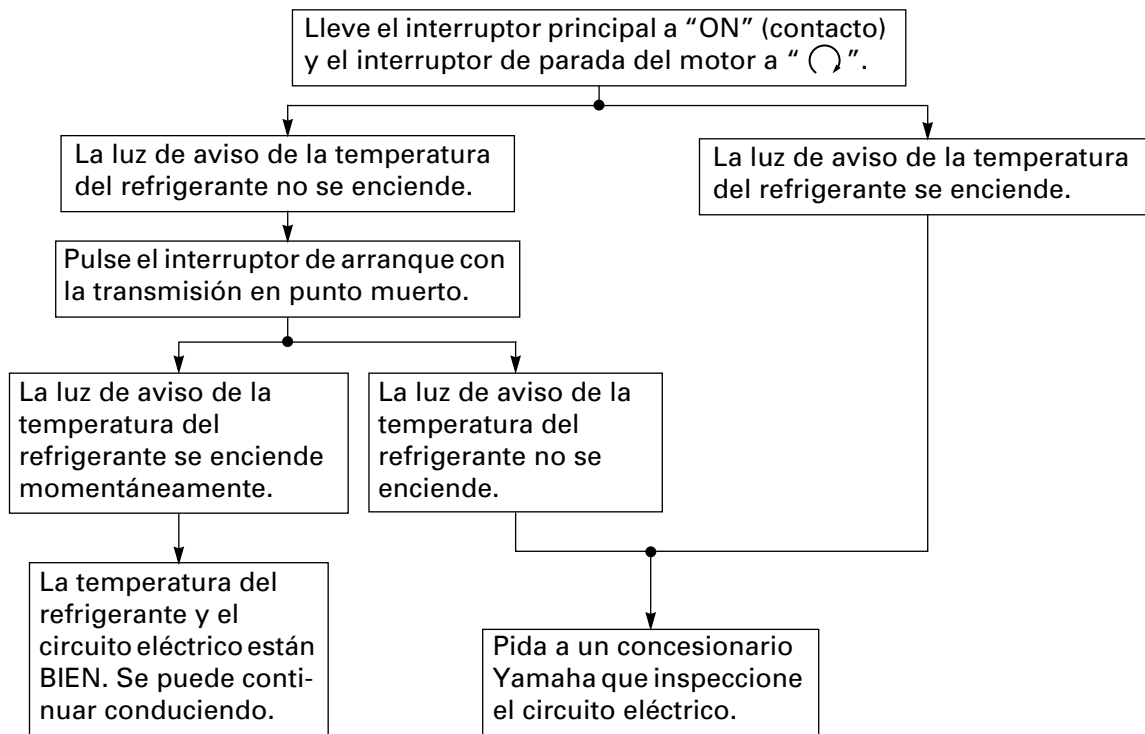 Lleve el interruptor principal a “ON” (contacto)
y el interruptor de parada del motor a “ ”.
La luz de aviso de la temperatura
del refrigerante no se enciende.
La luz de aviso de la temperatura
del refrigerante se enciende.
Pulse el interruptor de arranque con
la transmisión en punto muerto.
La luz de aviso de la
temperatura del
refrigerante se enciende
momentáneamente.
La luz de aviso de la
temperatura del
refrigerante no se
enciende.
La temperatura del
refrigerante y el
circuito eléctrico están
BIEN. Se puede conti-
nuar conduciendo.
Pida a un concesionario
Yamaha que inspeccione
el circuito eléctrico.